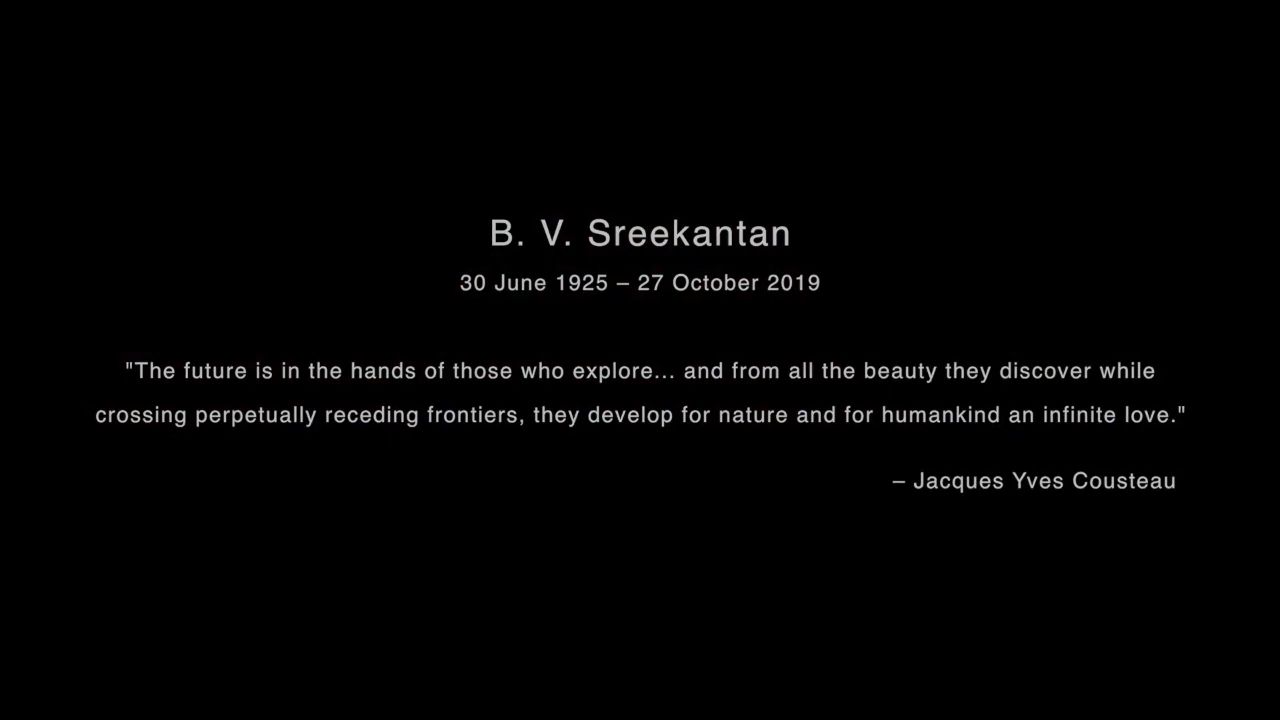 B. V. Sreekantan
30 June 1925 – 27 October 2019
"The future is in the hands of those who explore... and from all the beauty they discover while
crossing perpetually receding frontiers, they develop for nature and for humankind an infinite love."
– Jacques Yves Cousteau